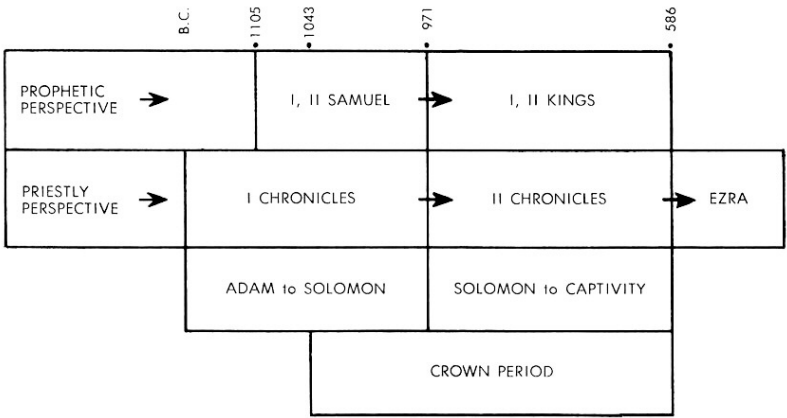 B.C. 1105 1043 971 586
PROPHETIC
PERSPECTIVE
I, II SAMUEL
I, II KINGS
PRIESTLY
PERSPECTIVE
I CHRONICLES
II CHRONICLES
EZRA
ADAM to SOLOMON
SOLOMON to CAPTIVITY
CROWN PERIOD